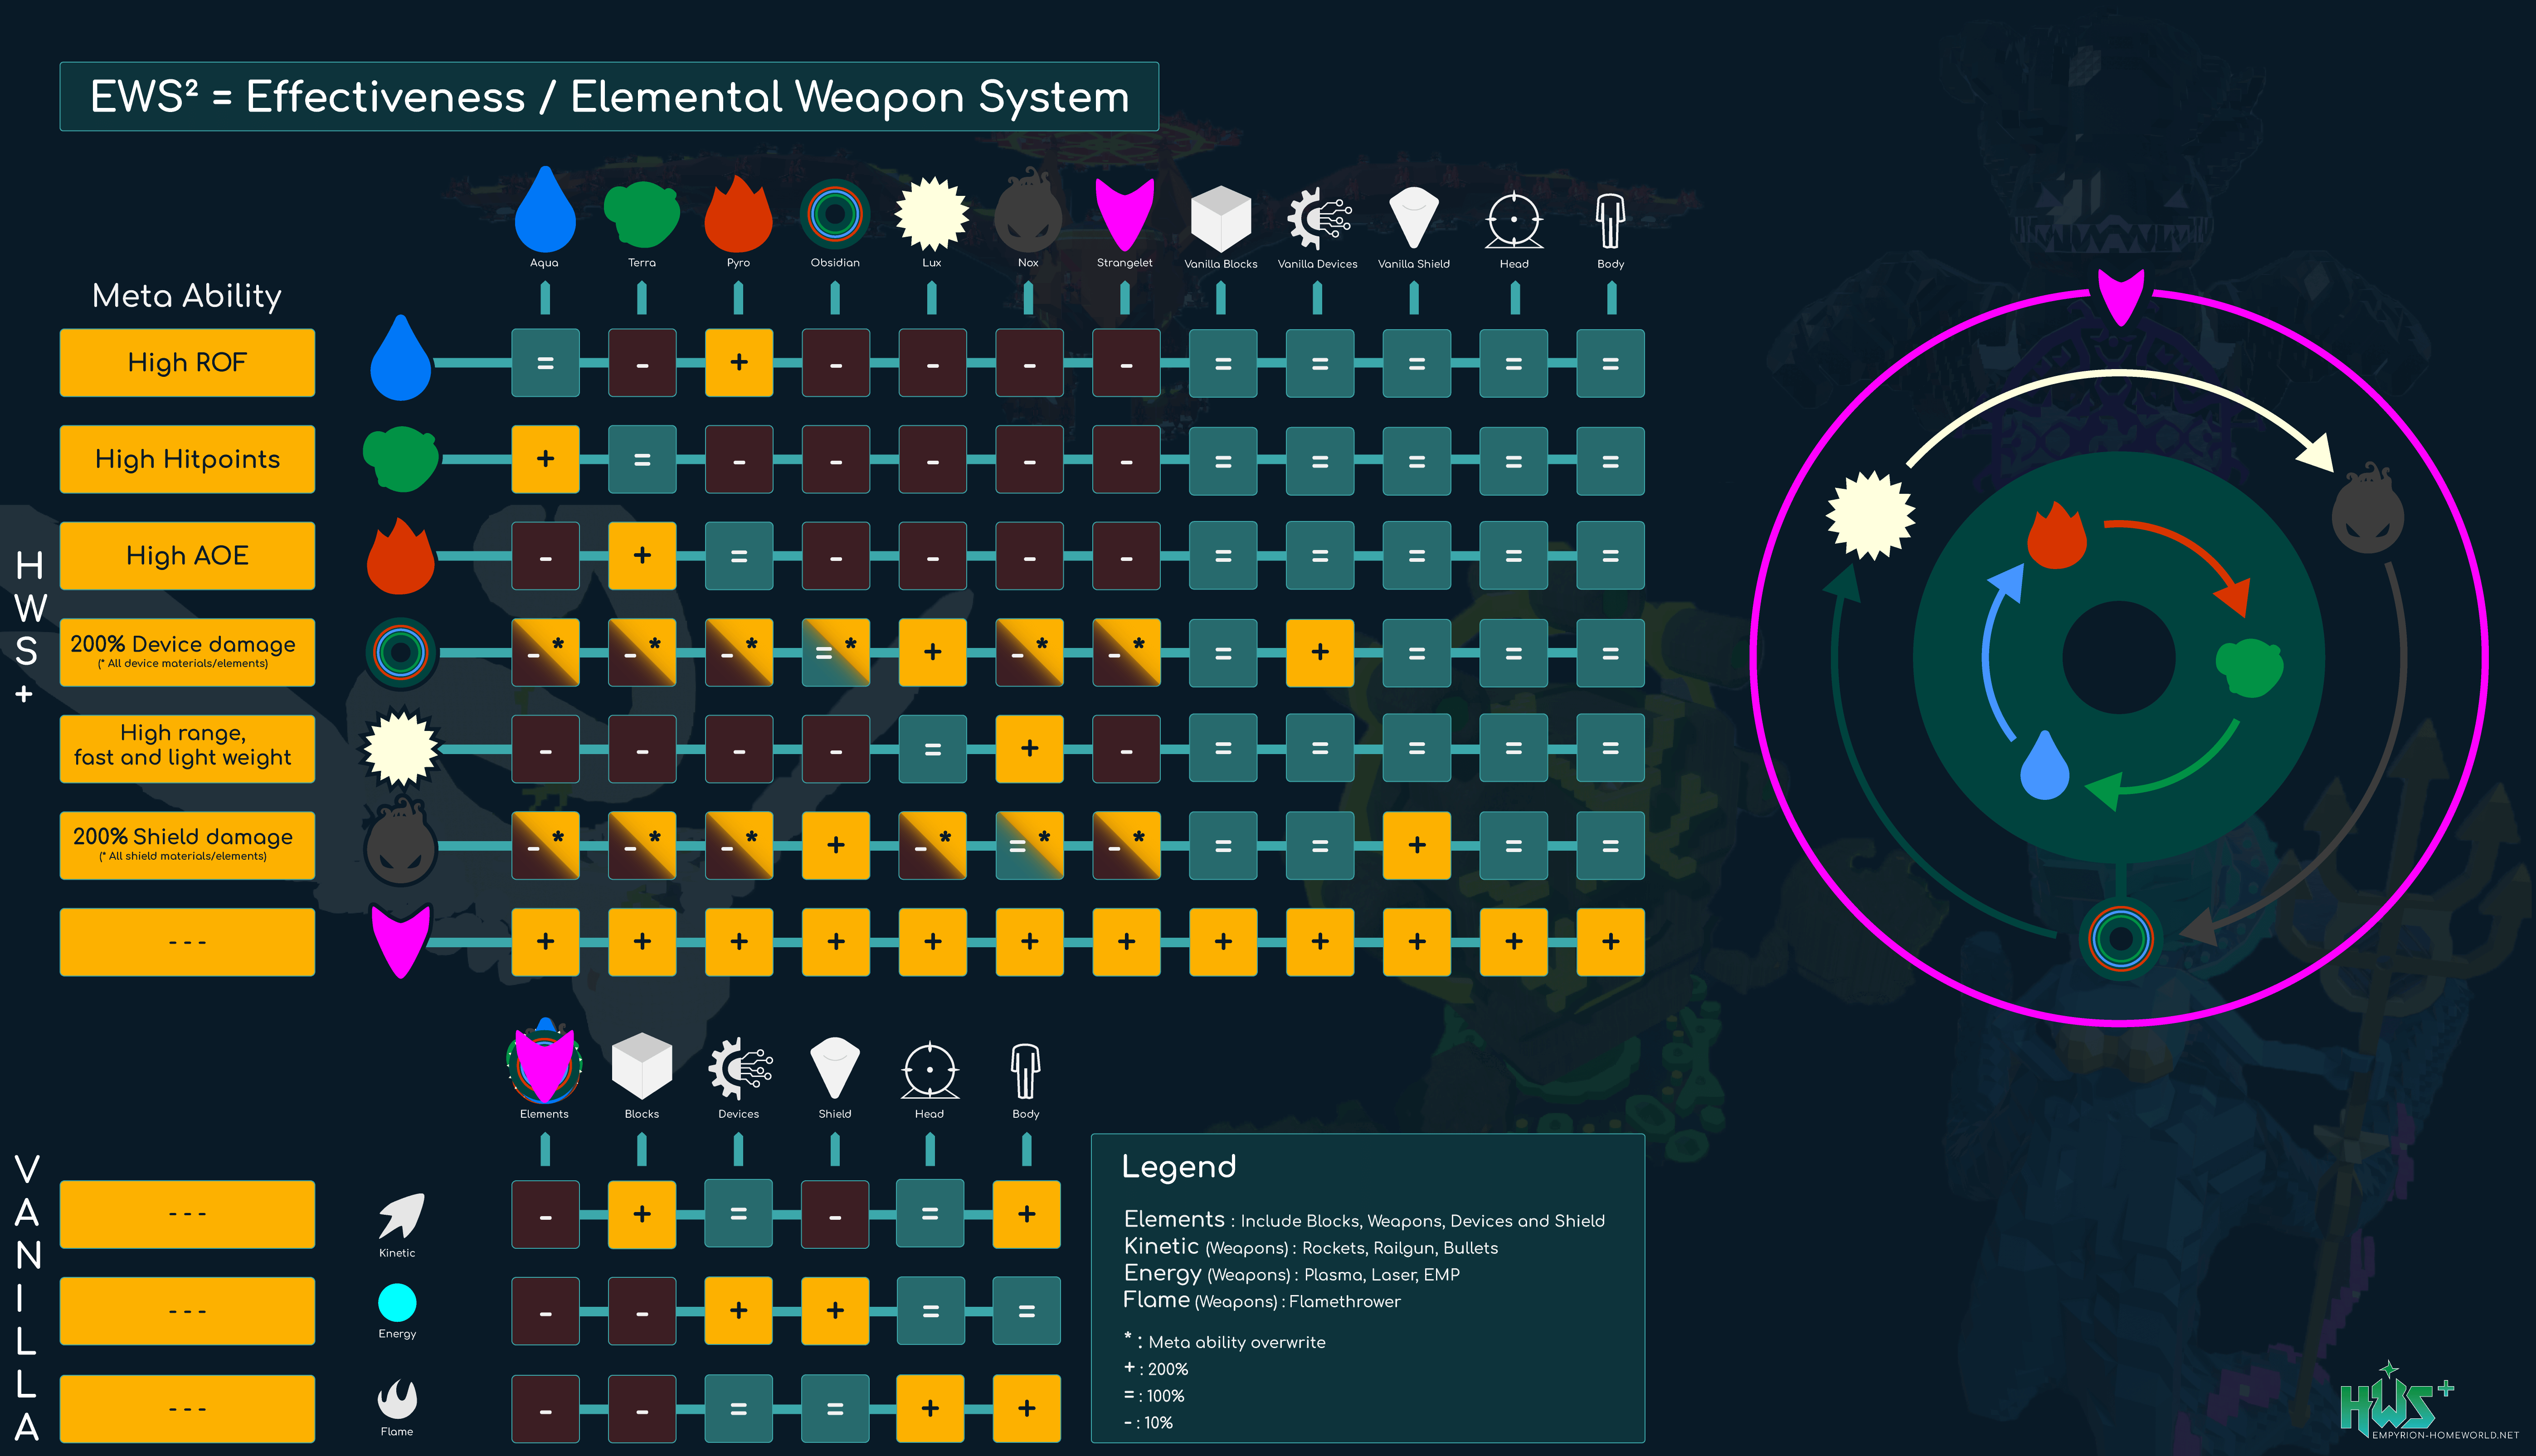 EWS² = Effectiveness / Elemental Weapon System
Aqua Terra Pyro Obsidian Lux Nox Strangelet Vanilla Blocks Vanilla Devices Vanilla Shield Head Body
Meta Ability
HWS+
High ROF = - + - - - - = = = = =
High Hitpoints + = - - - - - = = = = =
High AOE - + = - - - - = = = = =
200% Device damage
(* All device materials/elements)
- * - * - * = * + - * - * = + = = =
High range,
fast and light weight
- - - - = + - = = = = =
200% Shield damage
(* All shield materials/elements)
- * - * - * + - * = * - * = = + = =
- - - + + + + + + + + + + + +
Elements Blocks Devices Shield Head Body
VANILLA
- - - Kinetic - + = - = +
- - - Energy - - + + = =
- - - Flame - - = = + +
Legend
Elements : Include Blocks, Weapons, Devices and Shield
Kinetic (Weapons) : Rockets, Railgun, Bullets
Energy (Weapons) : Plasma, Laser, EMP
Flame (Weapons) : Flamethrower
* : Meta ability overwrite
+ : 200%
= : 100%
- : 10%
HWS+
EMPYRION-HOMEWORLD.NET